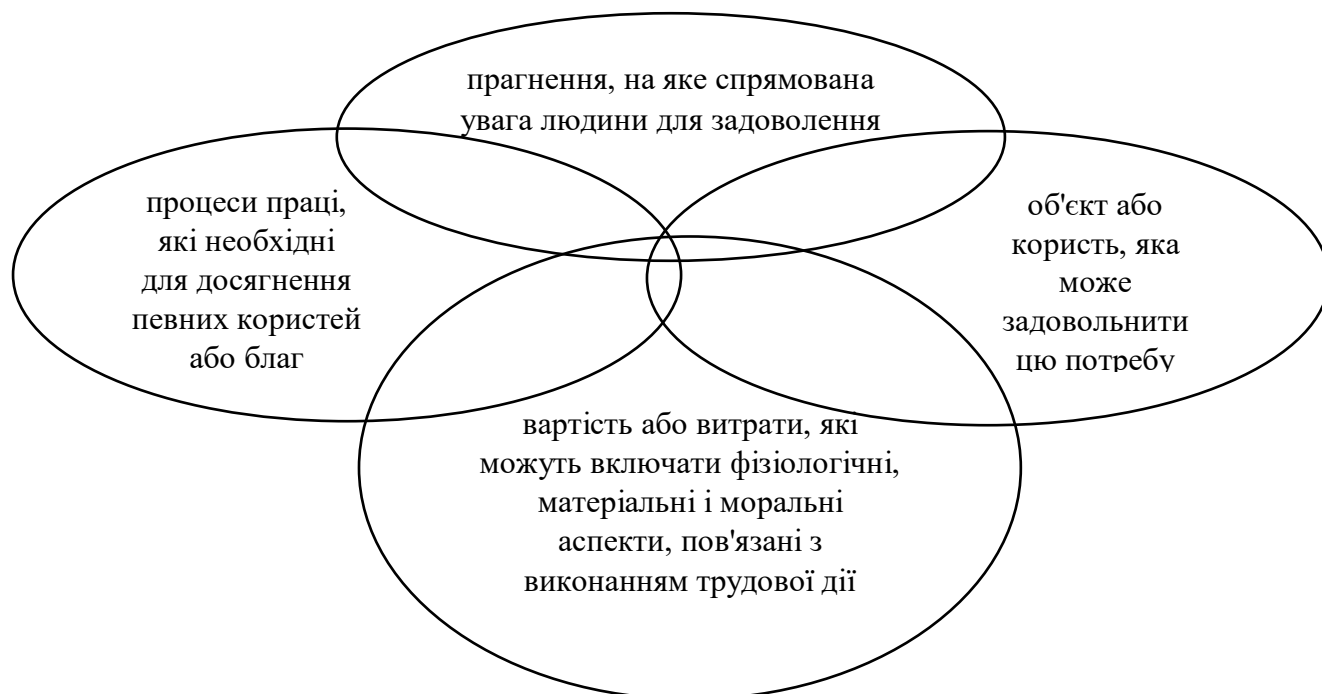 прагнення, на яке спрямована
увага людини для задоволення
процеси праці,
які необхідні
для досягнення
певних користей
або благ
об'єкт або
користь, яка
може
задовольнити
цю потребу
вартість або витрати, які
можуть включати фізіологічні,
матеріальні і моральні
аспекти, пов'язані з
виконанням трудової дії